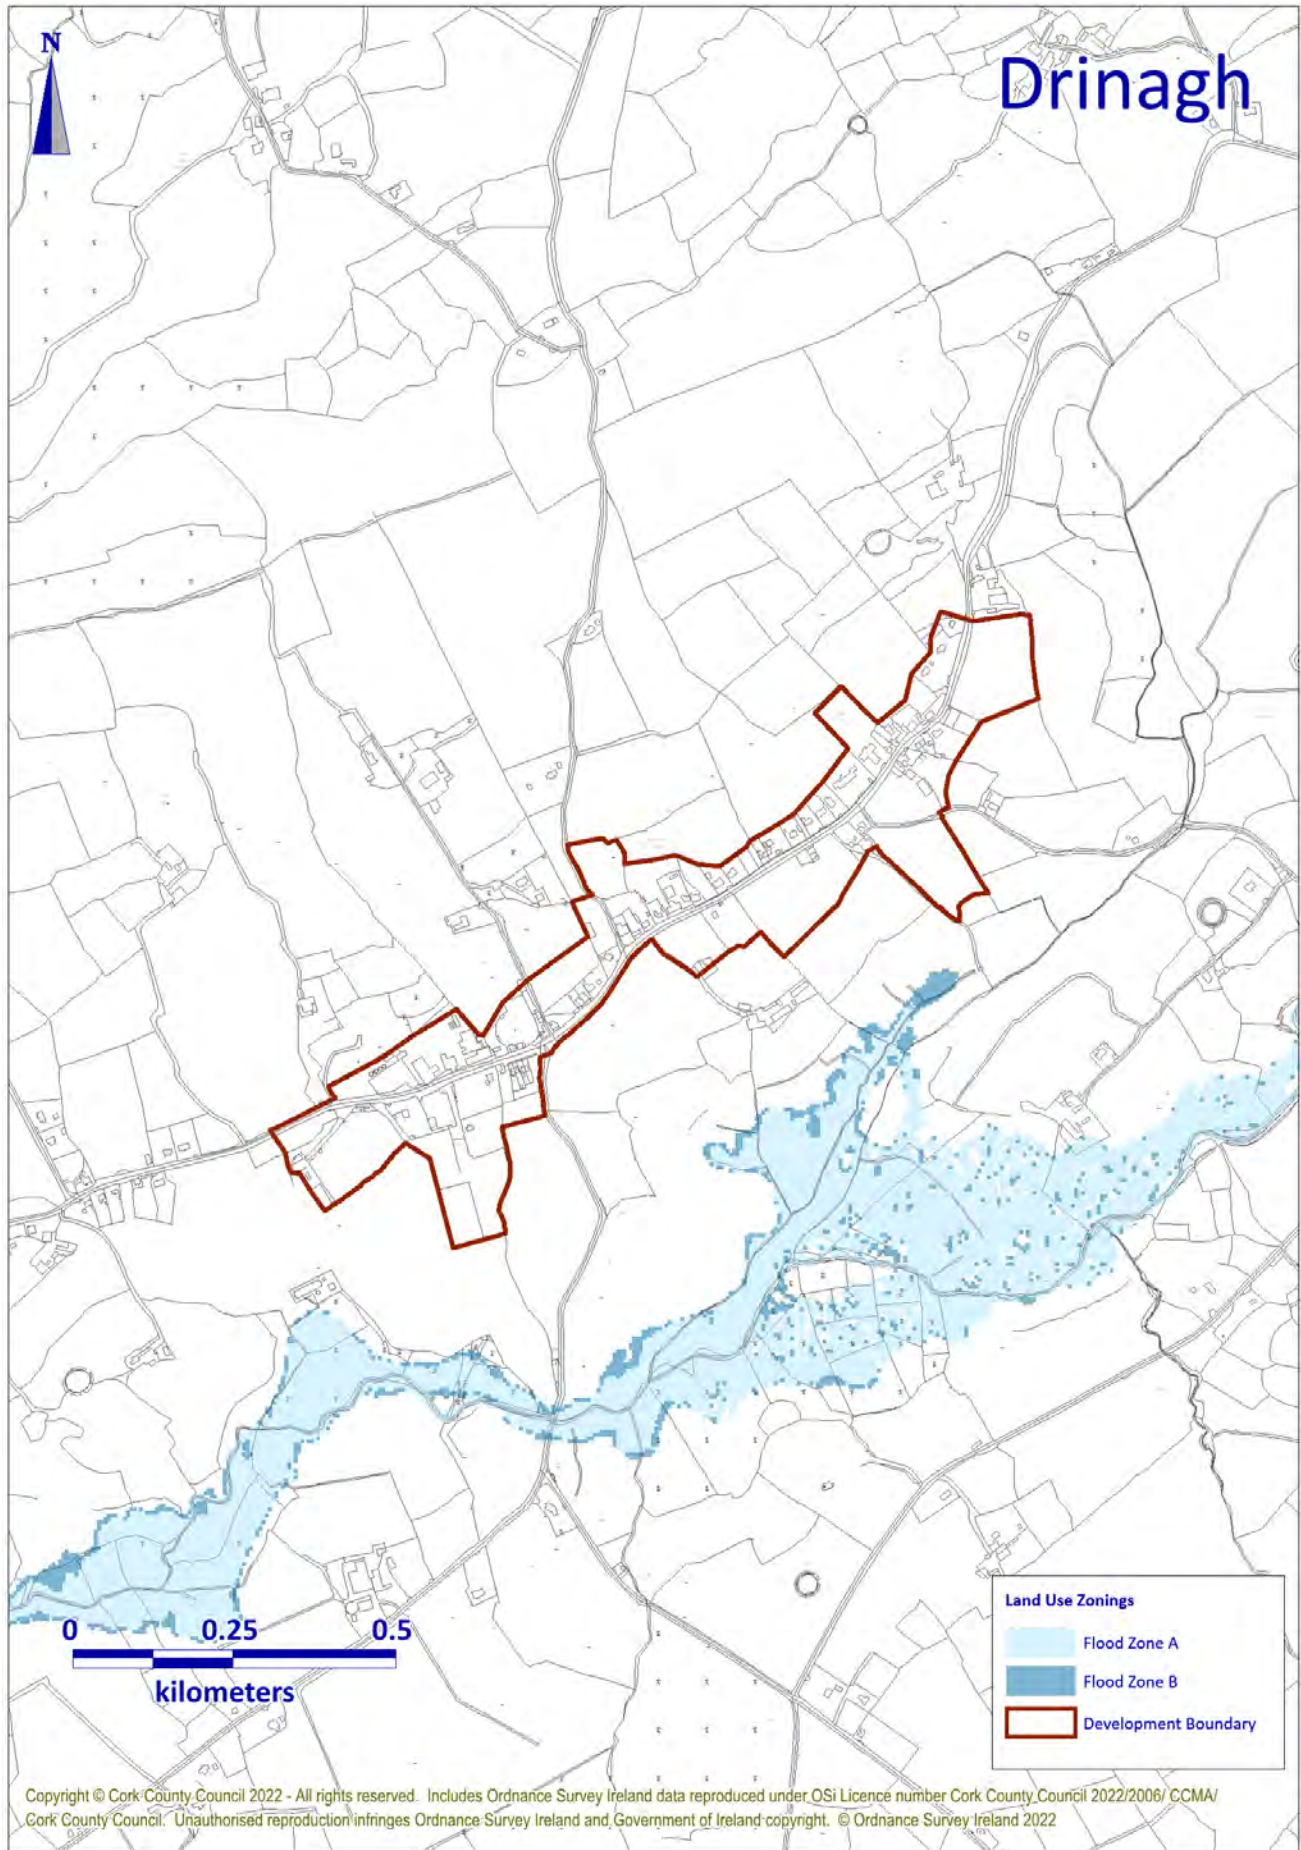 N
Drinagh
0 0.25 0.5
kilometers
Land Use Zonings
Flood Zone A
Flood Zone B
Development Boundary
Copyright © Cork County Council 2022 - All rights reserved. Includes Ordnance Survey Ireland data reproduced under OSi Licence number Cork County Council 2022/2006/ CCMA/
Cork County Council. Unauthorised reproduction infringes Ordnance Survey Ireland and Government of Ireland copyright. © Ordnance Survey Ireland 2022